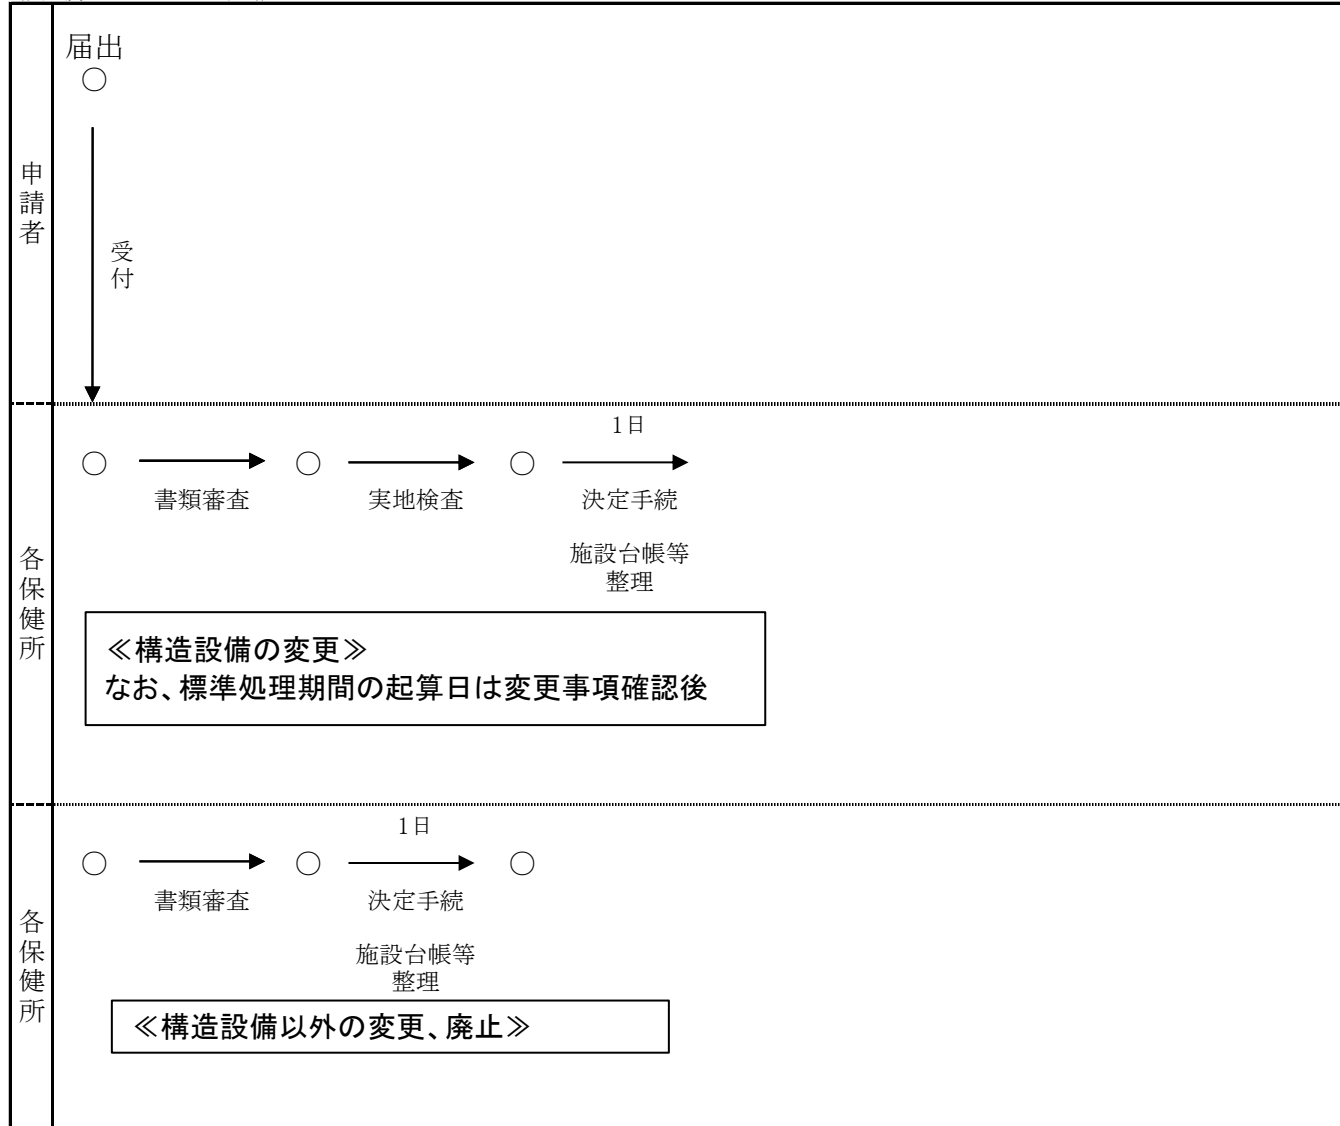 届出
申請者
受付
1日
書類審査
実地検査
決定手続
施設台帳等
整理
各保健所
≪構造設備の変更≫
なお、標準処理期間の起算日は変更事項確認後
1日
書類審査
決定手続
施設台帳等
整理
各保健所
≪構造設備以外の変更、廃止≫